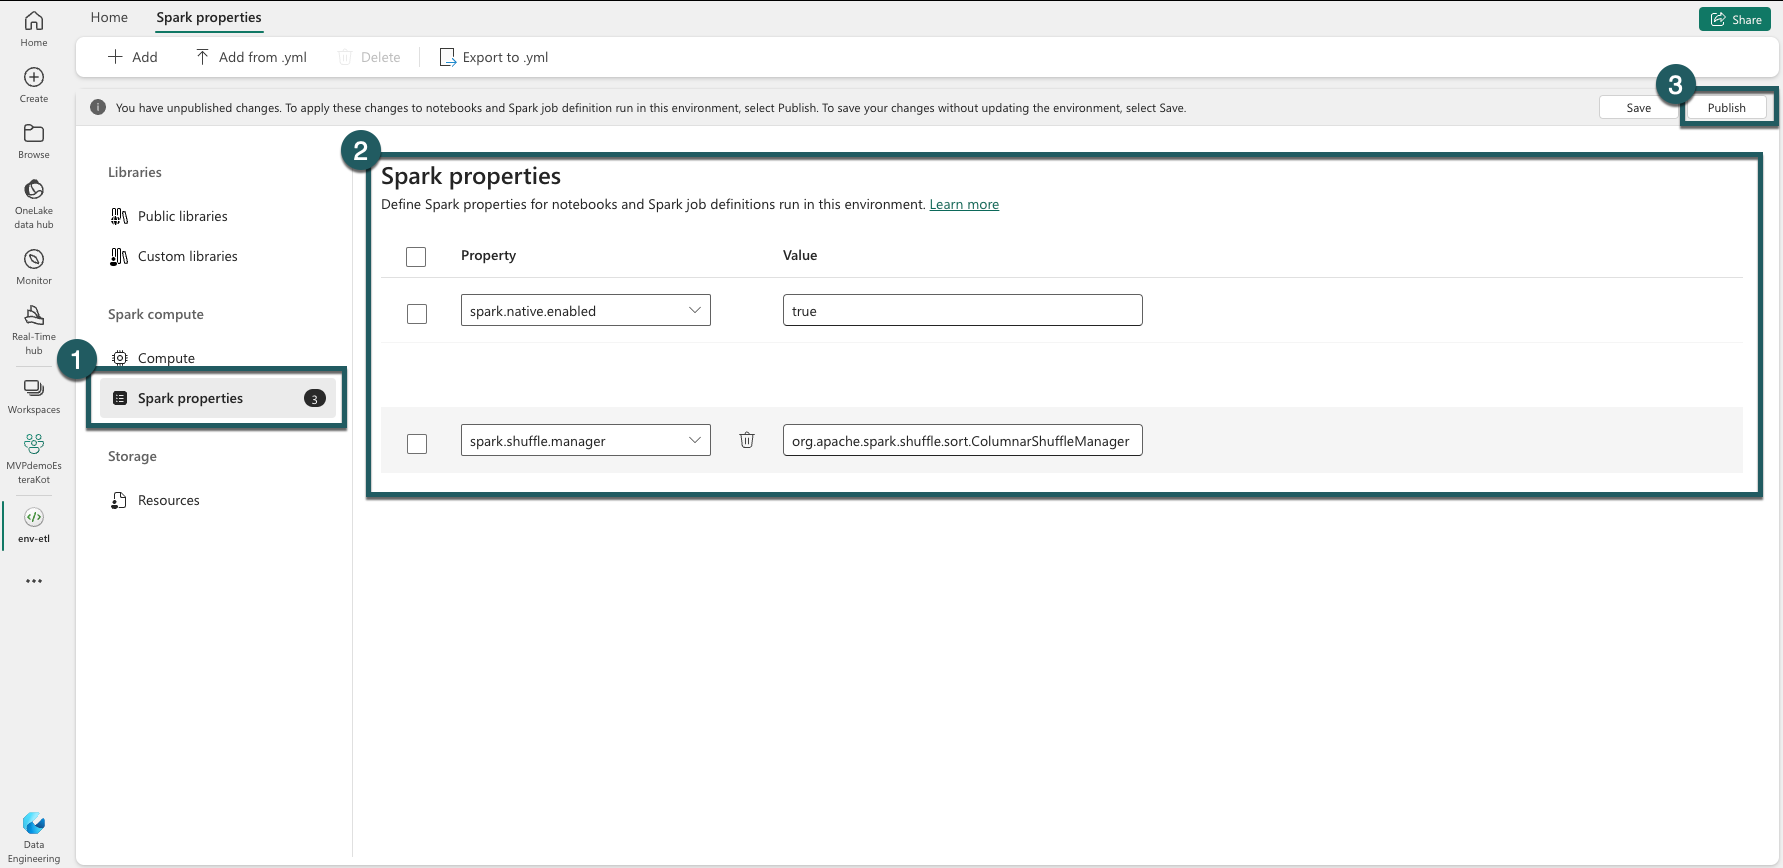 Home
Spark properties
Share
Home
Create
Browse
OneLake
data hub
Monitor
Real-Time
hub
Workspaces
MVPdemoEs
teraKot
env-etl
Data
Engineering
Add
Add from .yml
Delete
Export to .yml
You have unpublished changes. To apply these changes to notebooks and Spark job definition run in this environment, select Publish. To save your changes without updating the environment, select Save.
Save
3
Publish
Libraries
Public libraries
Custom libraries
Spark compute
Compute
1
Spark properties
3
Storage
Resources
2
Spark properties
Define Spark properties for notebooks and Spark job definitions run in this environment. Learn more
Property
Value
spark.native.enabled
true
spark.shuffle.manager
org.apache.spark.shuffle.sort.ColumnarShuffleManager